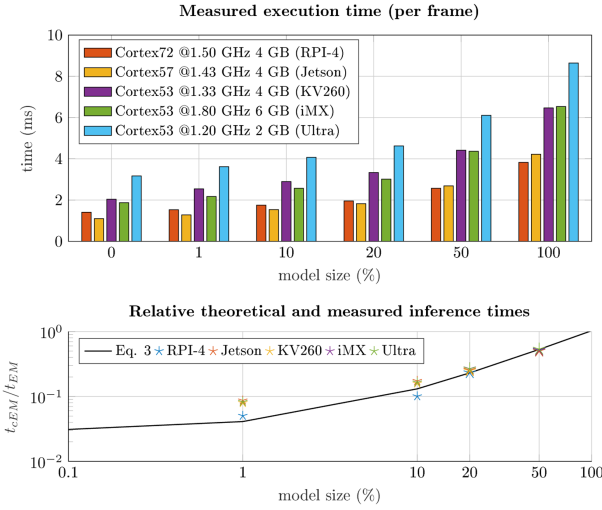 Measured execution time (per frame)
10
8
6
4
2
0
time (ms)
Cortex72 @1.50 GHz 4 GB (RPI-4)
Cortex57 @1.43 GHz 4 GB (Jetson)
Cortex53 @1.33 GHz 4 GB (KV260)
Cortex53 @1.80 GHz 6 GB (iMX)
Cortex53 @1.20 GHz 2 GB (Ultra)
0 1 10 20 50 100
model size (%)
Relative theoretical and measured inference times
10^0
10^-1
10^-2
t_cEM/t_EM
Eq. 3 RPI-4 Jetson KV260 iMX Ultra
0.1 1 10 20 50 100
model size (%)